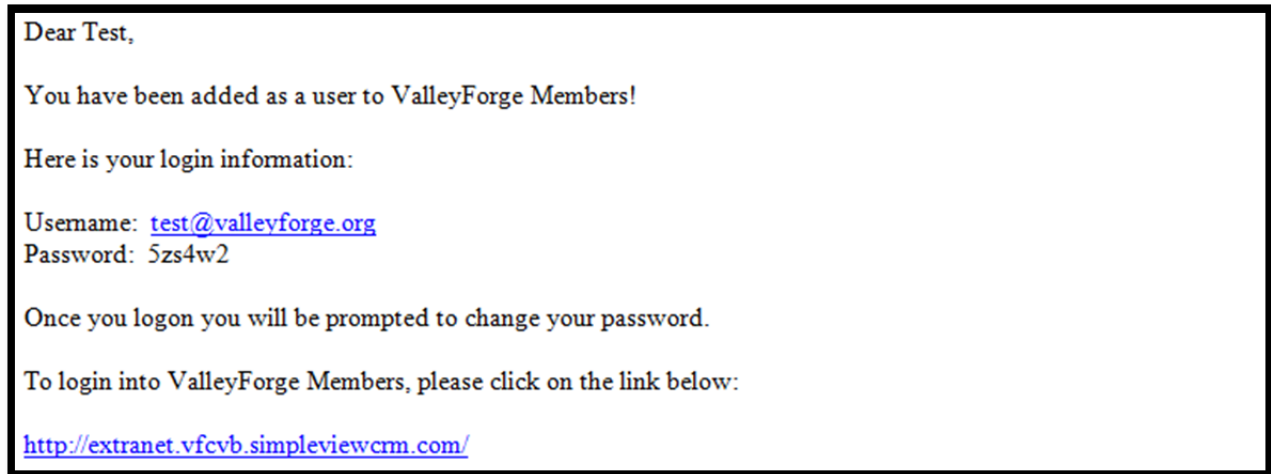 Dear Test,
You have been added as a user to ValleyForge Members!
Here is your login information:
Username: test@valleyforge.org
Password: 5zs4w2
Once you logon you will be prompted to change your password.
To login into ValleyForge Members, please click on the link below:
http://extranet.vfcvb.simpleviewcrm.com/